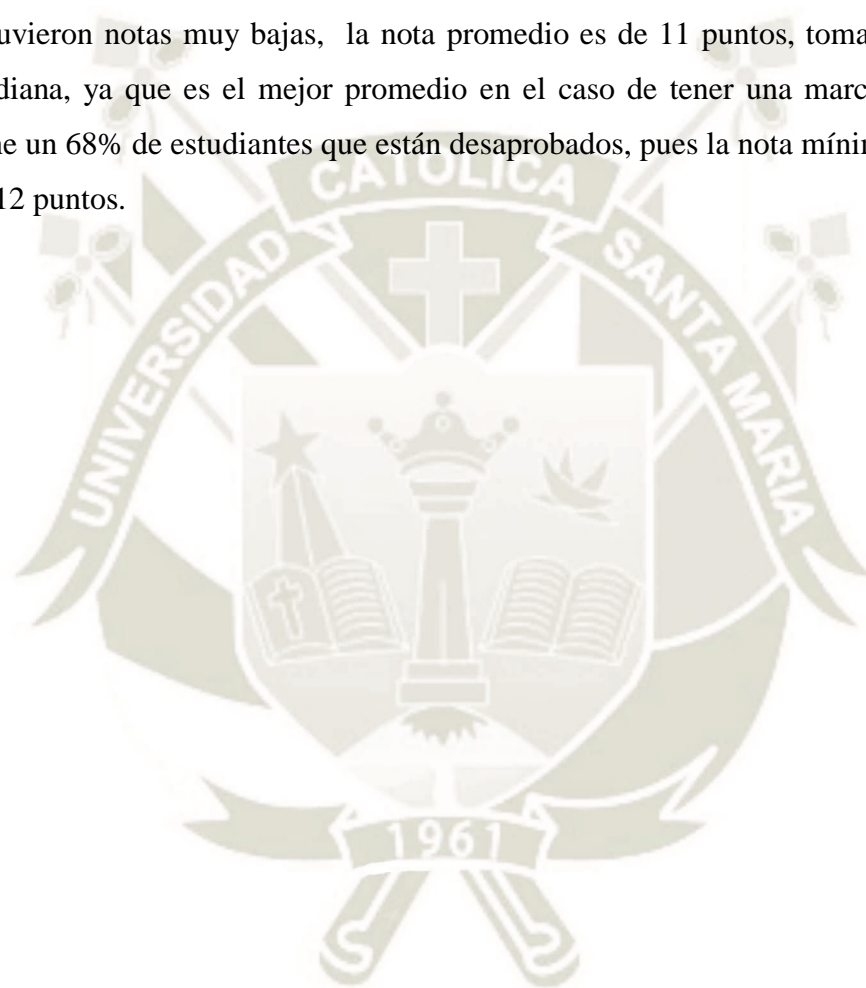 uvieron notas muy bajas, la nota promedio es de 11 puntos, toma
diana, ya que es el mejor promedio en el caso de tener una marc
ne un 68% de estudiantes que están desaprobados, pues la nota mínin
12 puntos.
CATOLICA
UNIVERSIDAD
SANTA MARIA
1961